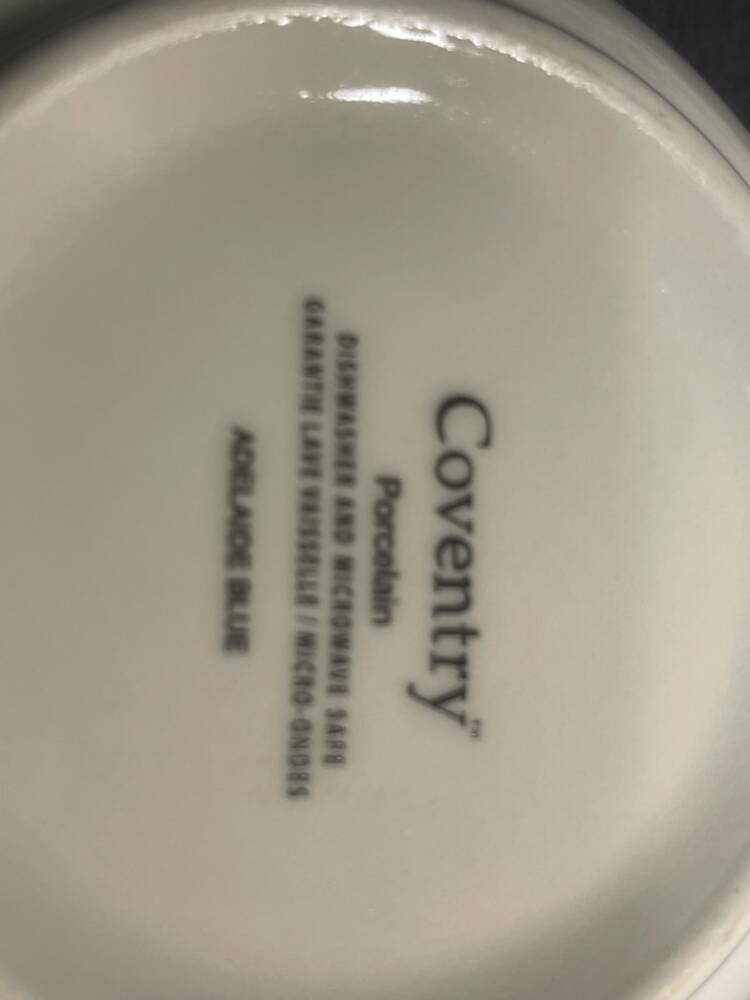 Coventry™
Porcelain
DISHWASHER AND MICROWAVE SAFE
GARANTIE LAVE VAISSELLE / MICRO-ONDES
ADELAIDE BLUE